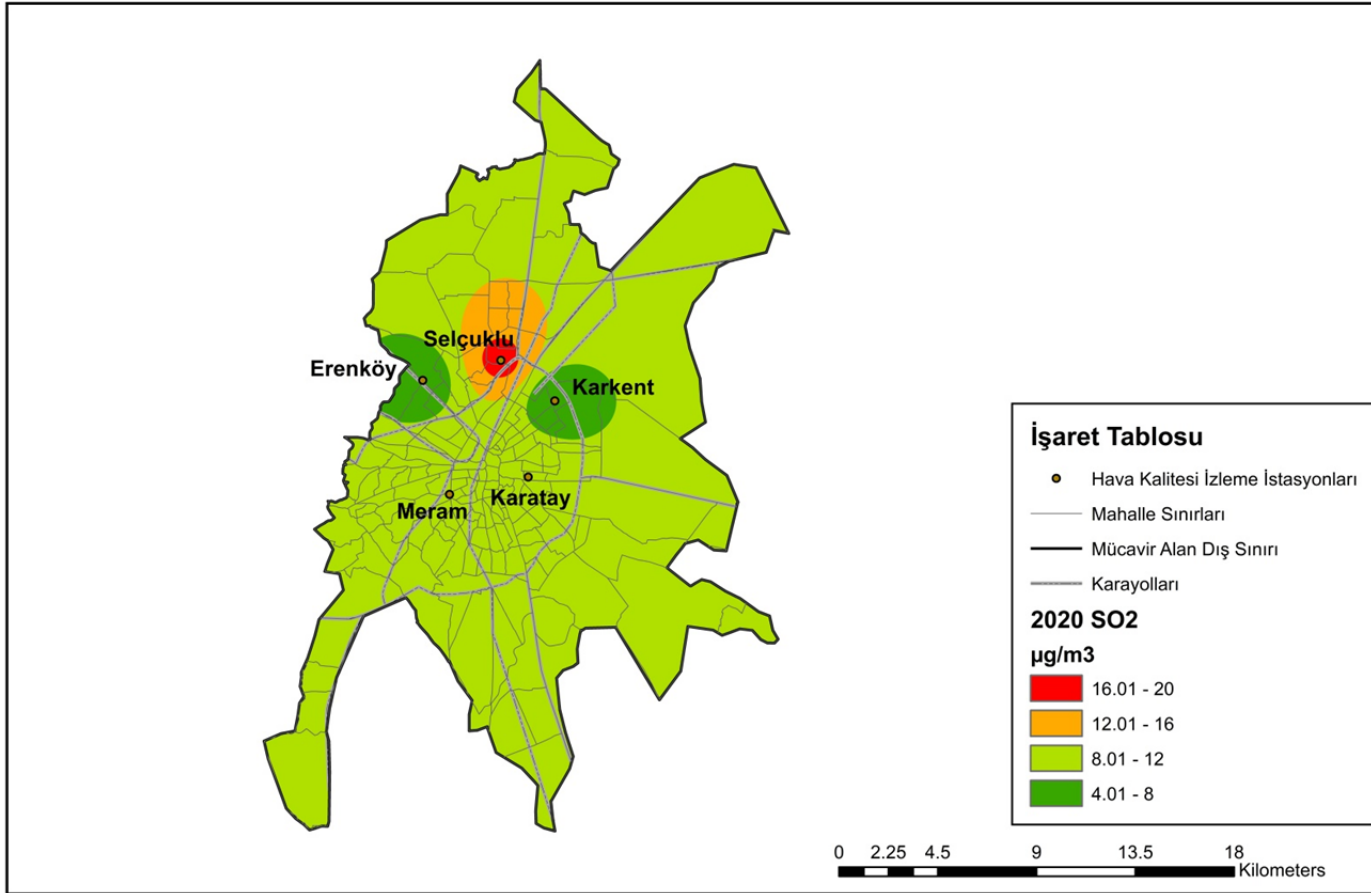 Selçuklu
Erenköy
Karkent
Karatay
Meram
İşaret Tablosu
Hava Kalitesi İzleme İstasyonları
Mahalle Sınırları
Mücavir Alan Dış Sınırı
Karayolları
2020 SO2
µg/m3
16.01 - 20
12.01 - 16
8.01 - 12
4.01 - 8
0 2.25 4.5 9 13.5 18
Kilometers